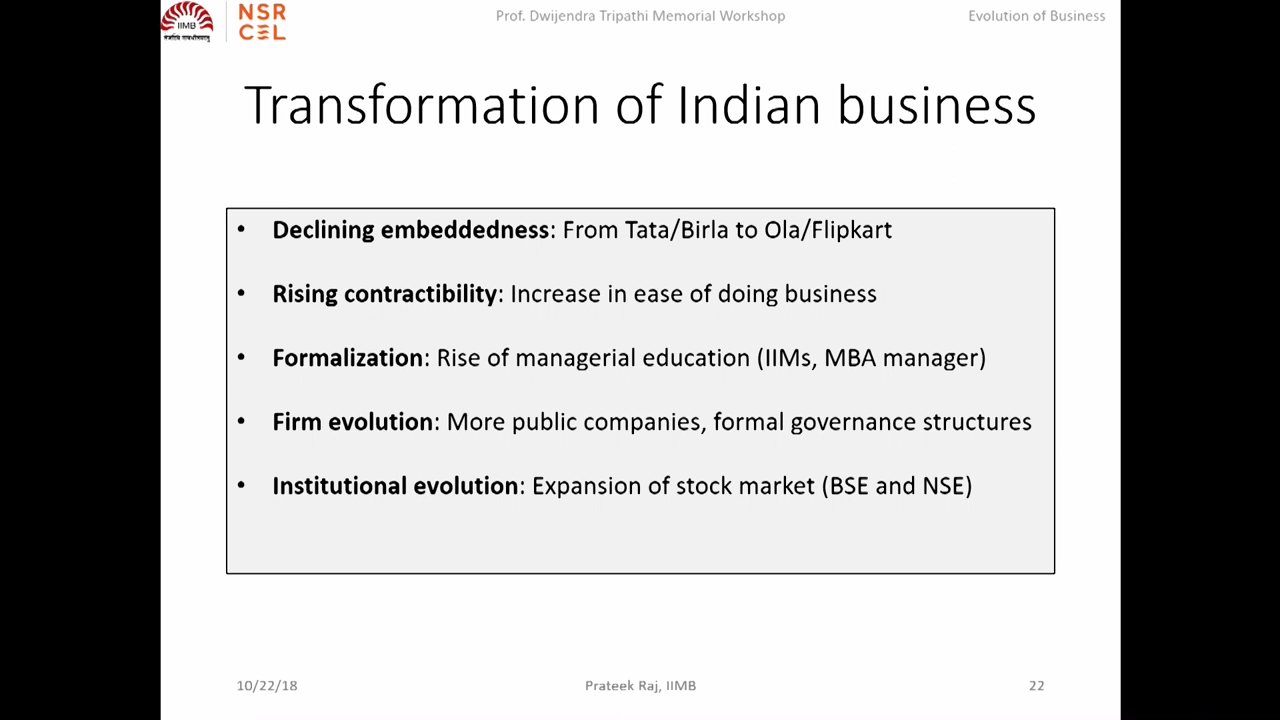 IIMB
NSR
CEL
Prof. Dwijendra Tripathi Memorial Workshop
Evolution of Business
Transformation of Indian business
• Declining embeddedness: From Tata/Birla to Ola/Flipkart
• Rising contractibility: Increase in ease of doing business
• Formalization: Rise of managerial education (IIMs, MBA manager)
• Firm evolution: More public companies, formal governance structures
• Institutional evolution: Expansion of stock market (BSE and NSE)
10/22/18
Prateek Raj, IIMB
22